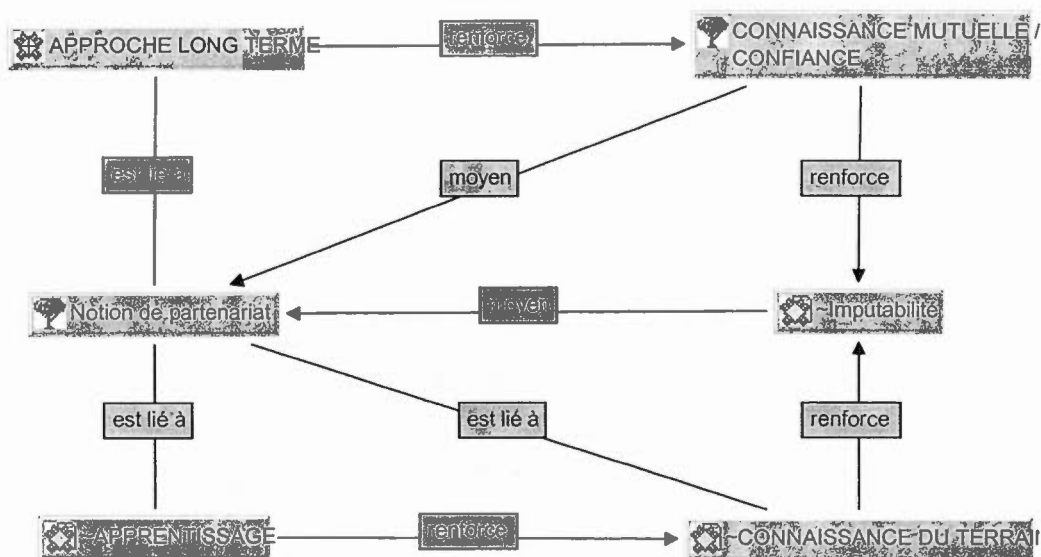 APPROCHE LONG TERME
renforce
CONNAISSANCE MUTUELLE /
CONFIANCE
est lié à
moyen
renforce
Notion de partenariat
moyen
~Imputabilité
est lié à
est lié à
renforce
~APPRENTISSAGE
renforce
~CONNAISSANCE DU TERRAI